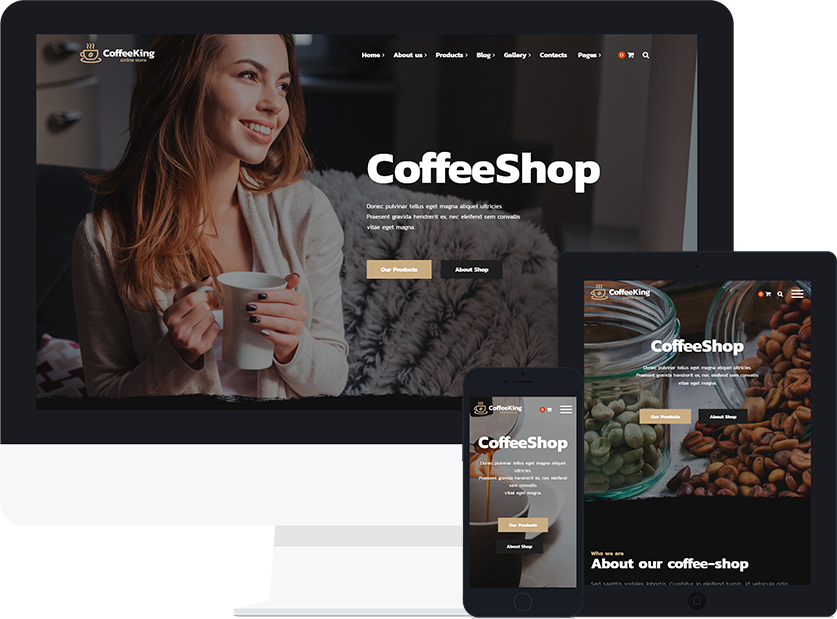 CoffeeKing
online store
Home
About us
Products
Blog
Gallery
Contacts
Pages
0
CoffeeShop
Donec pulvinar tellus eget magna aliquet ultricies.
Praesent gravida hendrerit ex, nec eleifend sem convallis
vitae eget magna.
Our Products
About Shop
CoffeeKing
0
CoffeeShop
Donec pulvinar tellus eget magna aliquet ultricies.
Praesent gravida hendrerit ex, nec eleifend sem convallis
vitae eget magna.
Our Products
About Shop
Who we are
About our coffee-shop
Sed sagittis sodales lobortis. Curabitur in eleifend turpis, id vehicula odio.
CoffeeKing
0
CoffeeShop
Donec pulvinar tellus eget magna aliquet
ultricies.
Praesent gravida hendrerit ex, nec eleifend
sem convallis
vitae eget magna.
Our Products
About Shop